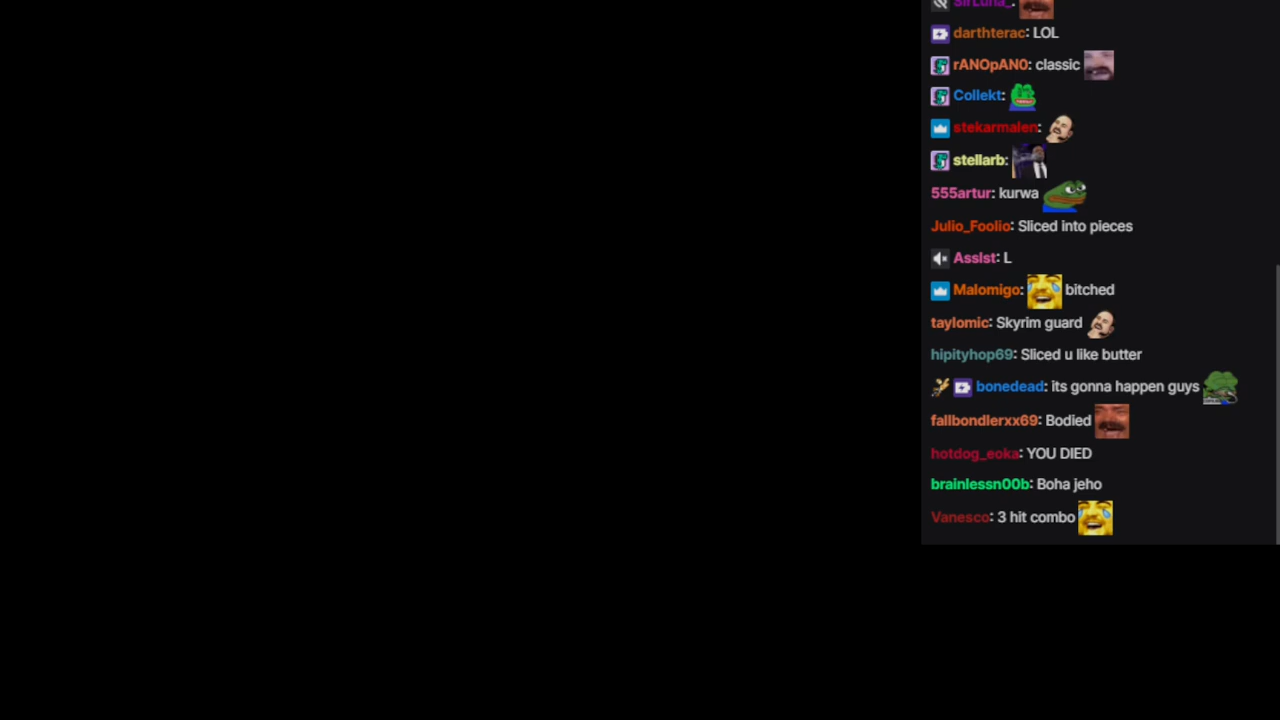 SirLuna_:
darthterac: LOL
rANOpAN0: classic
Collekt:
stekarmalen:
stellarb:
555artur: kurwa
Julio_Foolio: Sliced into pieces
Assist: L
Malomigo: bitched
taylomic: Skyrim guard
hipityhop69: Sliced u like butter
bonedead: its gonna happen guys
fallbondlerxx69: Bodied
hotdog_eoka: YOU DIED
brainlessn00b: Boha jeho
Vanesco: 3 hit combo